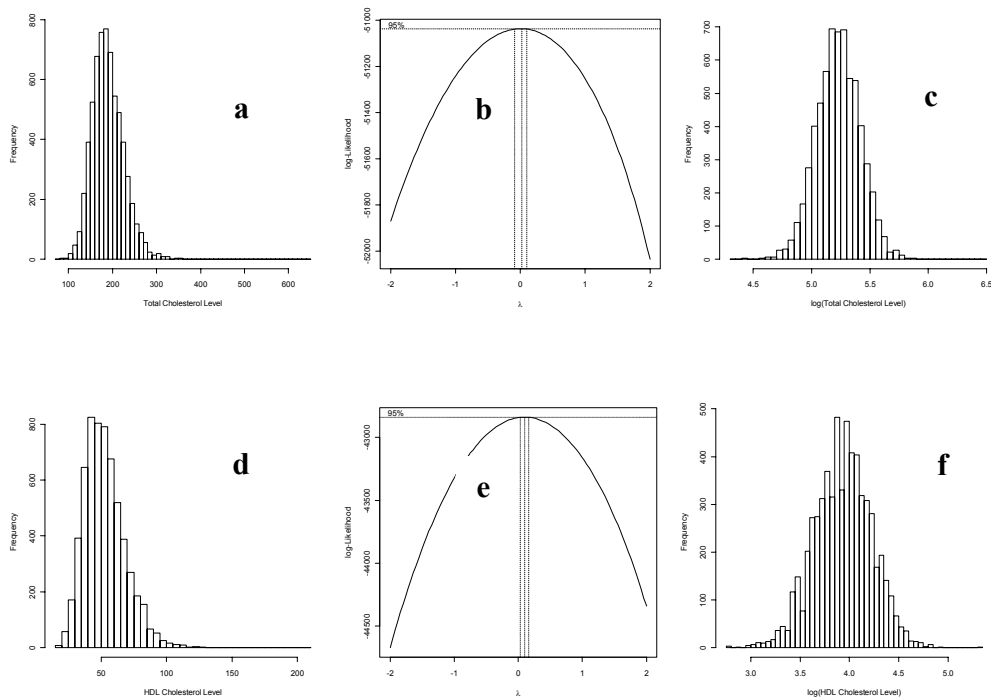 a
Frequency
0 200 400 600 800
100 200 300 400 500 600
Total Cholesterol Level
b
95%
log-Likelihood
-52000 -51800 -51600 -51400 -51200 -51000
-2 -1 0 1 2
λ
c
Frequency
0 100 200 300 400 500 600 700
4.5 5.0 5.5 6.0 6.5
log(Total Cholesterol Level)
d
Frequency
0 200 400 600 800
50 100 150 200
HDL Cholesterol Level
e
95%
log-Likelihood
-44500 -44000 -43500 -43000
-2 -1 0 1 2
λ
f
Frequency
0 100 200 300 400 500
3.0 3.5 4.0 4.5 5.0
log(HDL Cholesterol Level)